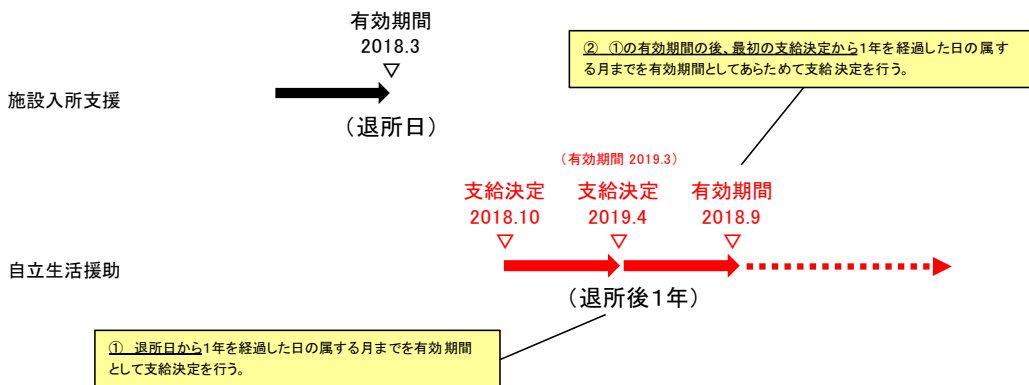 有効期間
2018.3
▽
② ①の有効期間の後、最初の支給決定から1年を経過した日の属す
る月までを有効期間としてあらためて支給決定を行う。
施設入所支援
（退所日）
（有効期間 2019.3）
支給決定 支給決定 有効期間
2018.10 2019.4 2018.9
▽ ▽ ▽
自立生活援助
（退所後１年）
① 退所日から1年を経過した日の属する月までを有効期間
として支給決定を行う。